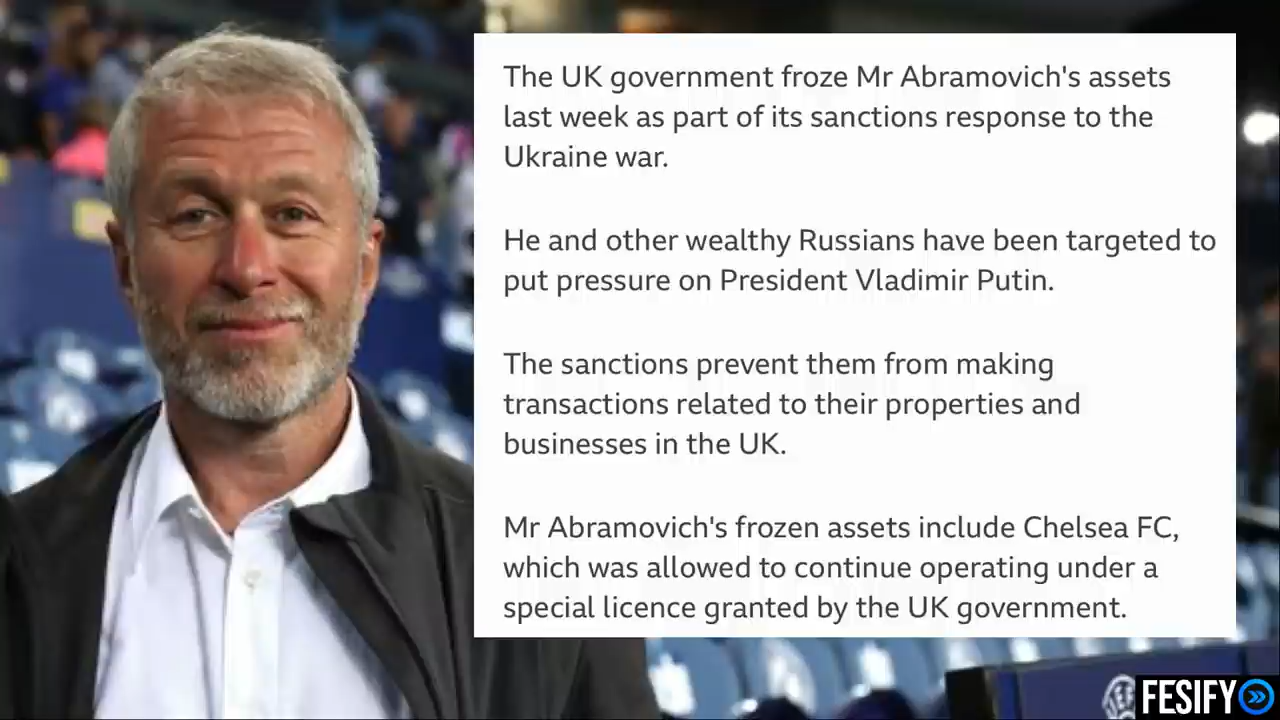 The UK government froze Mr Abramovich's assets
last week as part of its sanctions response to the
Ukraine war.
He and other wealthy Russians have been targeted to
put pressure on President Vladimir Putin.
The sanctions prevent them from making
transactions related to their properties and
businesses in the UK.
Mr Abramovich's frozen assets include Chelsea FC,
which was allowed to continue operating under a
special licence granted by the UK government.
FESIFY